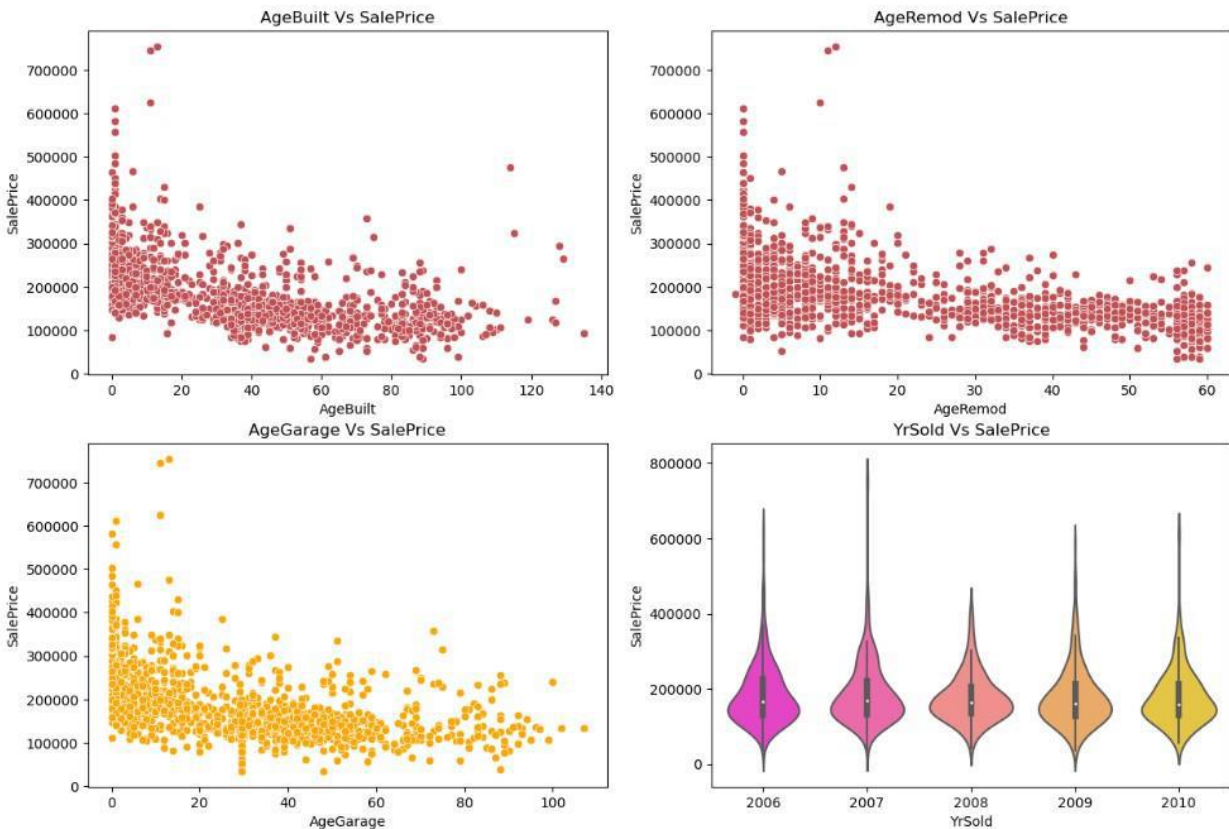 AgeBuilt Vs SalePrice
SalePrice
700000
600000
500000
400000
300000
200000
100000
0
0 20 40 60 80 100 120 140
AgeBuilt
AgeRemod Vs SalePrice
SalePrice
700000
600000
500000
400000
300000
200000
100000
0
0 10 20 30 40 50 60
AgeRemod
AgeGarage Vs SalePrice
SalePrice
700000
600000
500000
400000
300000
200000
100000
0
0 20 40 60 80 100
AgeGarage
YrSold Vs SalePrice
SalePrice
800000
600000
400000
200000
0
2006 2007 2008 2009 2010
YrSold